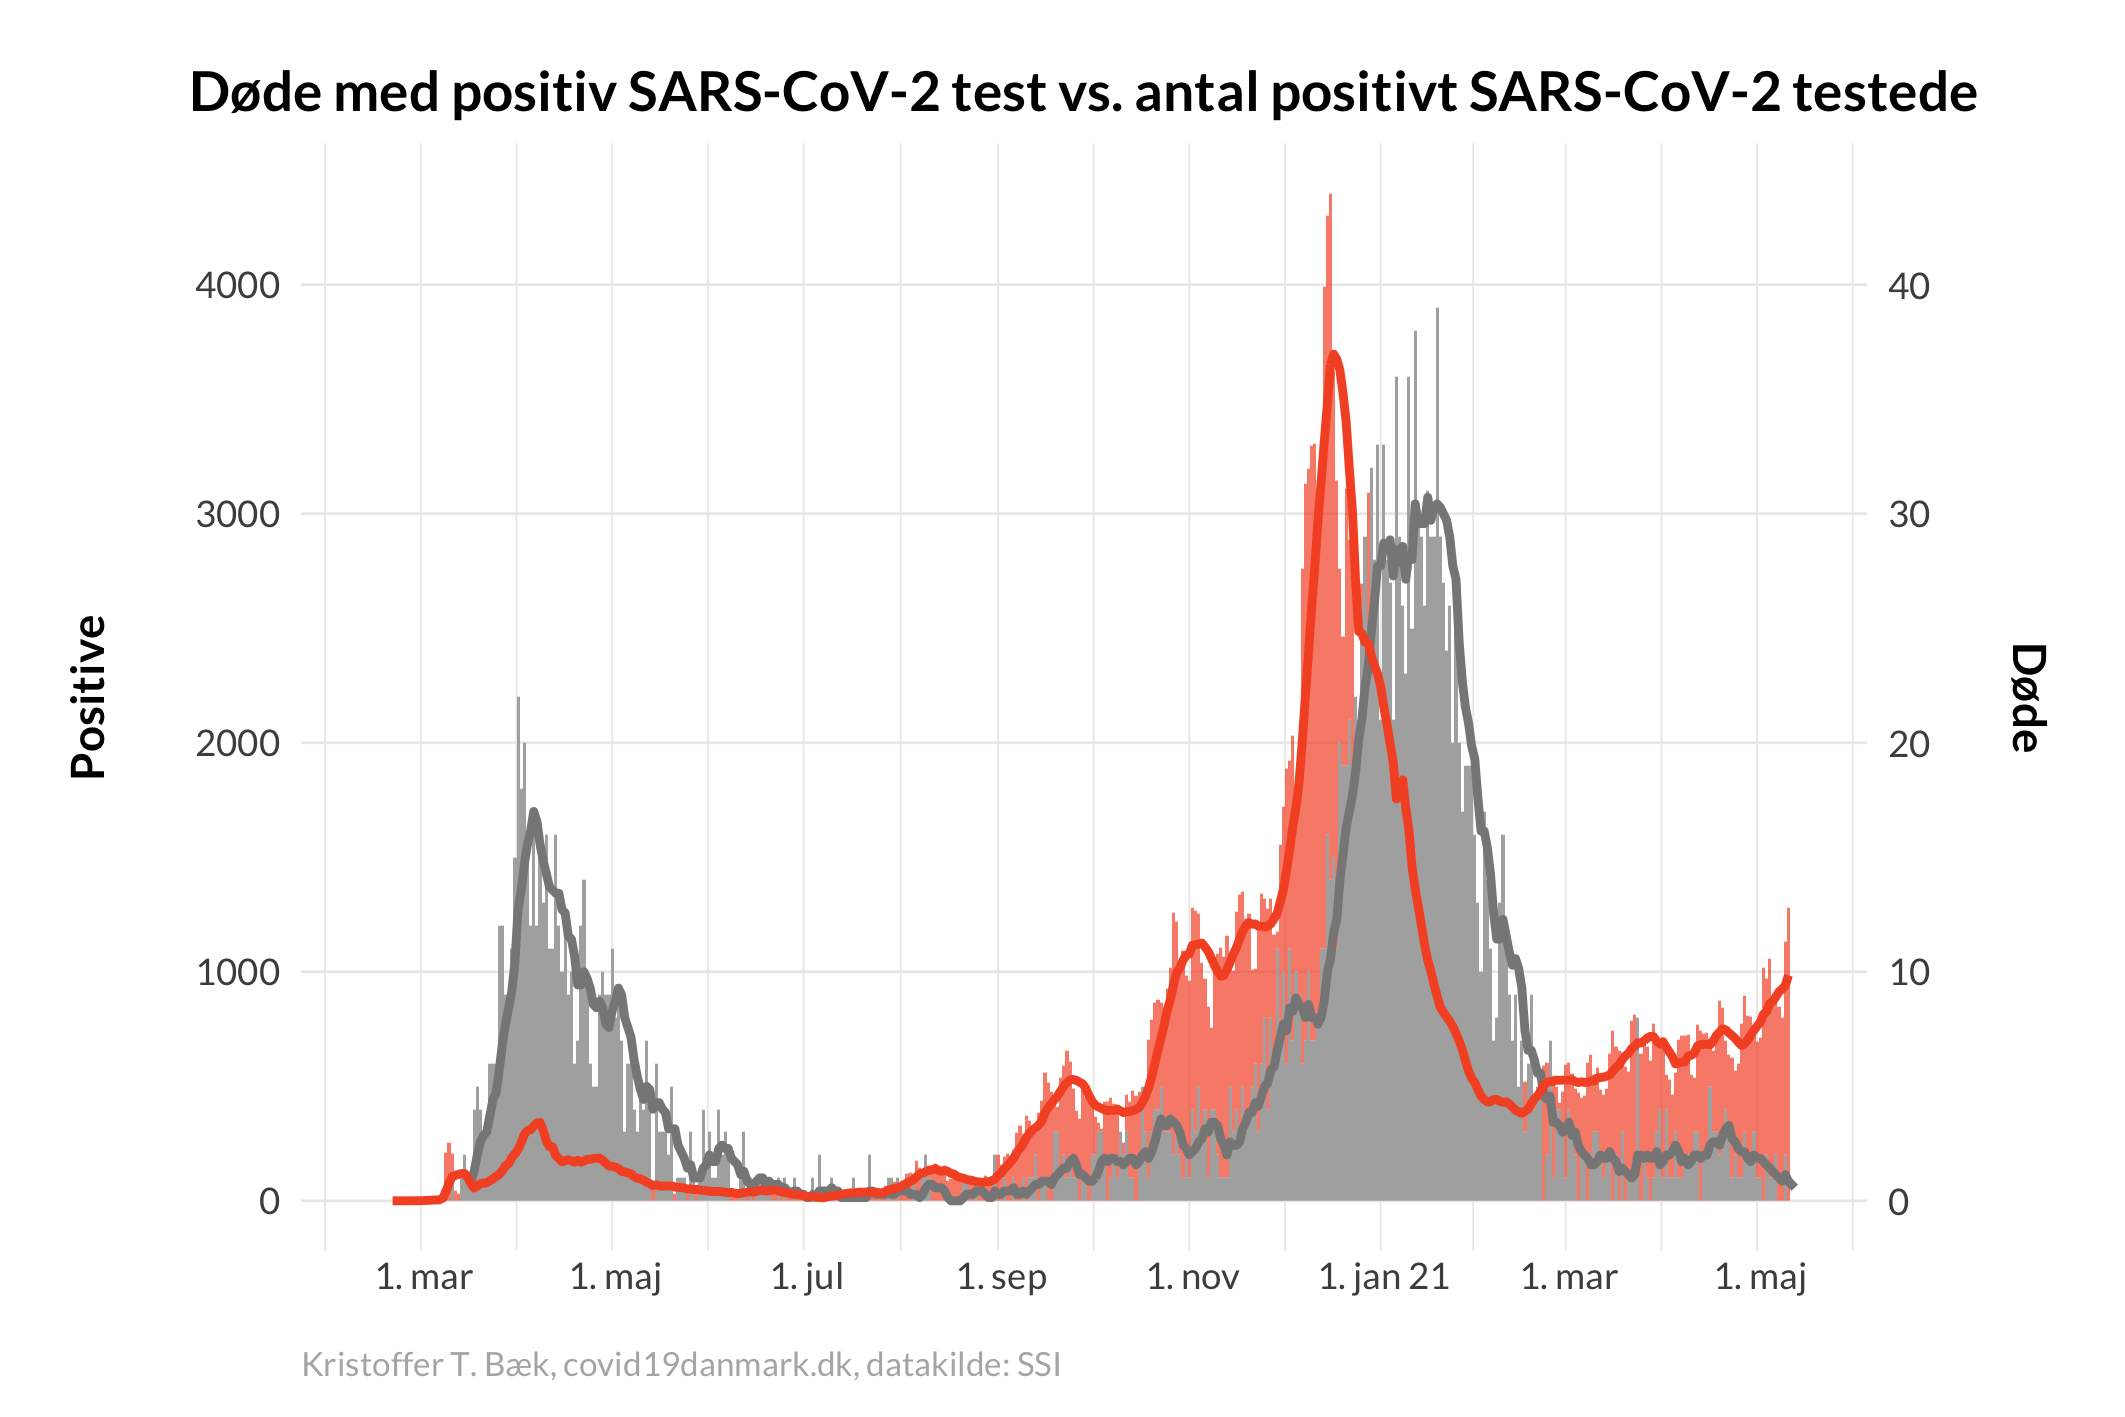 Døde med positiv SARS-CoV-2 test vs. antal positivt SARS-CoV-2 testede
Positive
4000
3000
2000
1000
0
40
30
20
10
0
Døde
1. mar
1. maj
1. jul
1. sep
1. nov
1. jan 21
1. mar
1. maj
Kristoffer T. Bæk, covid19danmark.dk, datakilde: SSI